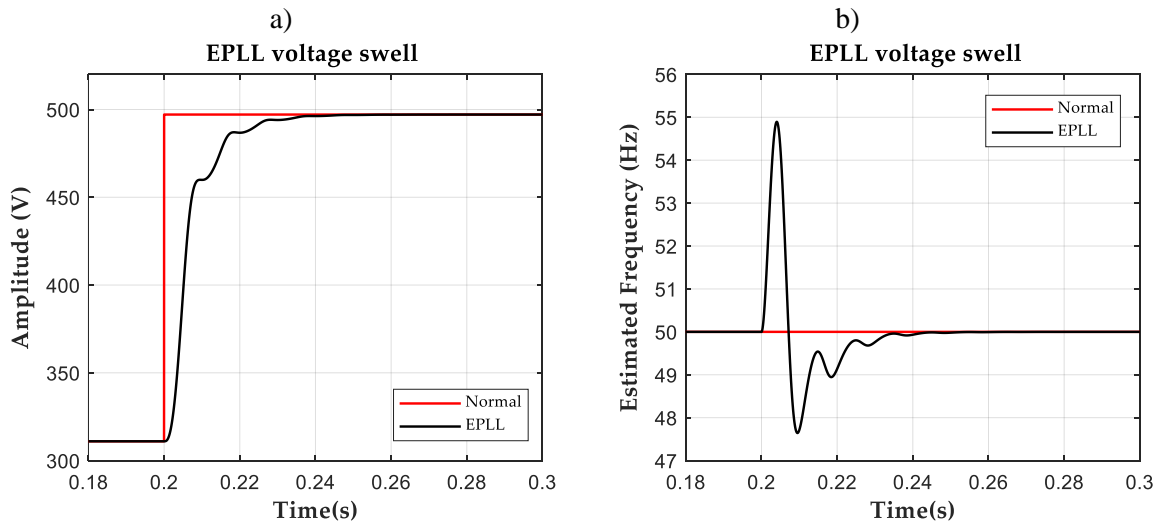 a)
EPLL voltage swell
Amplitude (V)
500
450
400
350
300
0.18 0.2 0.22 0.24 0.26 0.28 0.3
Time(s)
Normal
EPLL
b)
EPLL voltage swell
Estimated Frequency (Hz)
56
55
54
53
52
51
50
49
48
47
0.18 0.2 0.22 0.24 0.26 0.28 0.3
Time(s)
Normal
EPLL